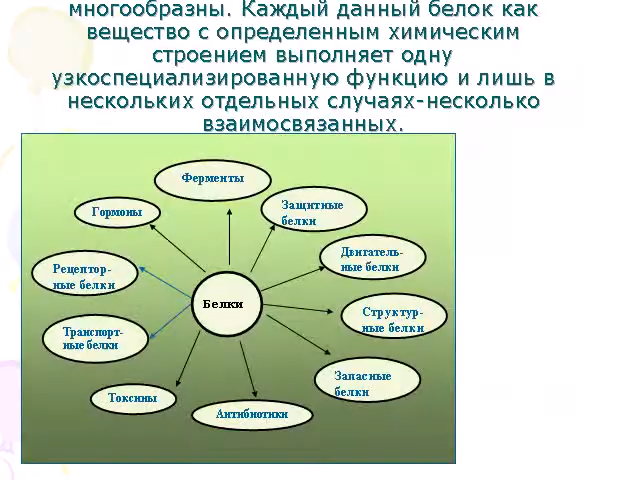 многообразны. Каждый данный белок как
вещество с определенным химическим
строением выполняет одну
узкоспециализированную функцию и лишь в
нескольких отдельных случаях-несколько
взаимосвязанных.
Ферменты
Защитные
белки
Гормоны
Двигатель-
ные белки
Рецептор-
ные белки
Белки
Структур-
ные белки
Транспорт-
ные белки
Запасные
белки
Токсины
Антибиотики